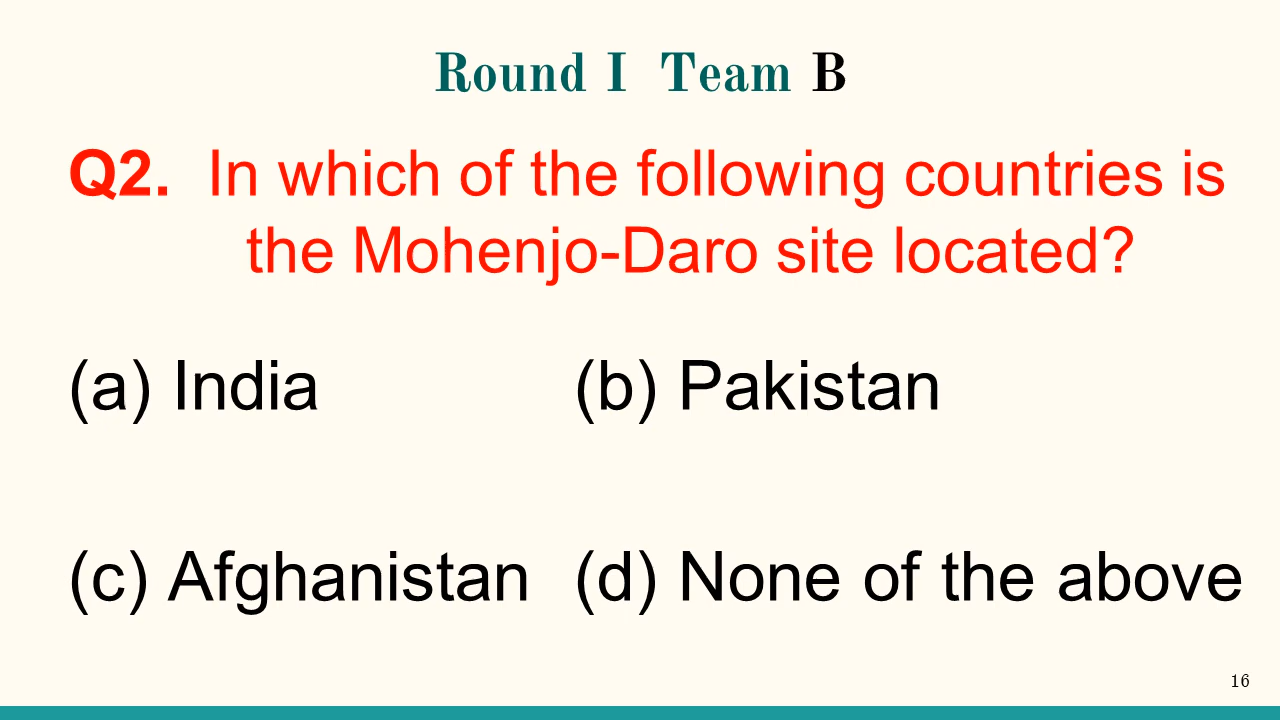 Round I Team B
Q2. In which of the following countries is
the Mohenjo-Daro site located?
(a) India (b) Pakistan
(c) Afghanistan (d) None of the above
16